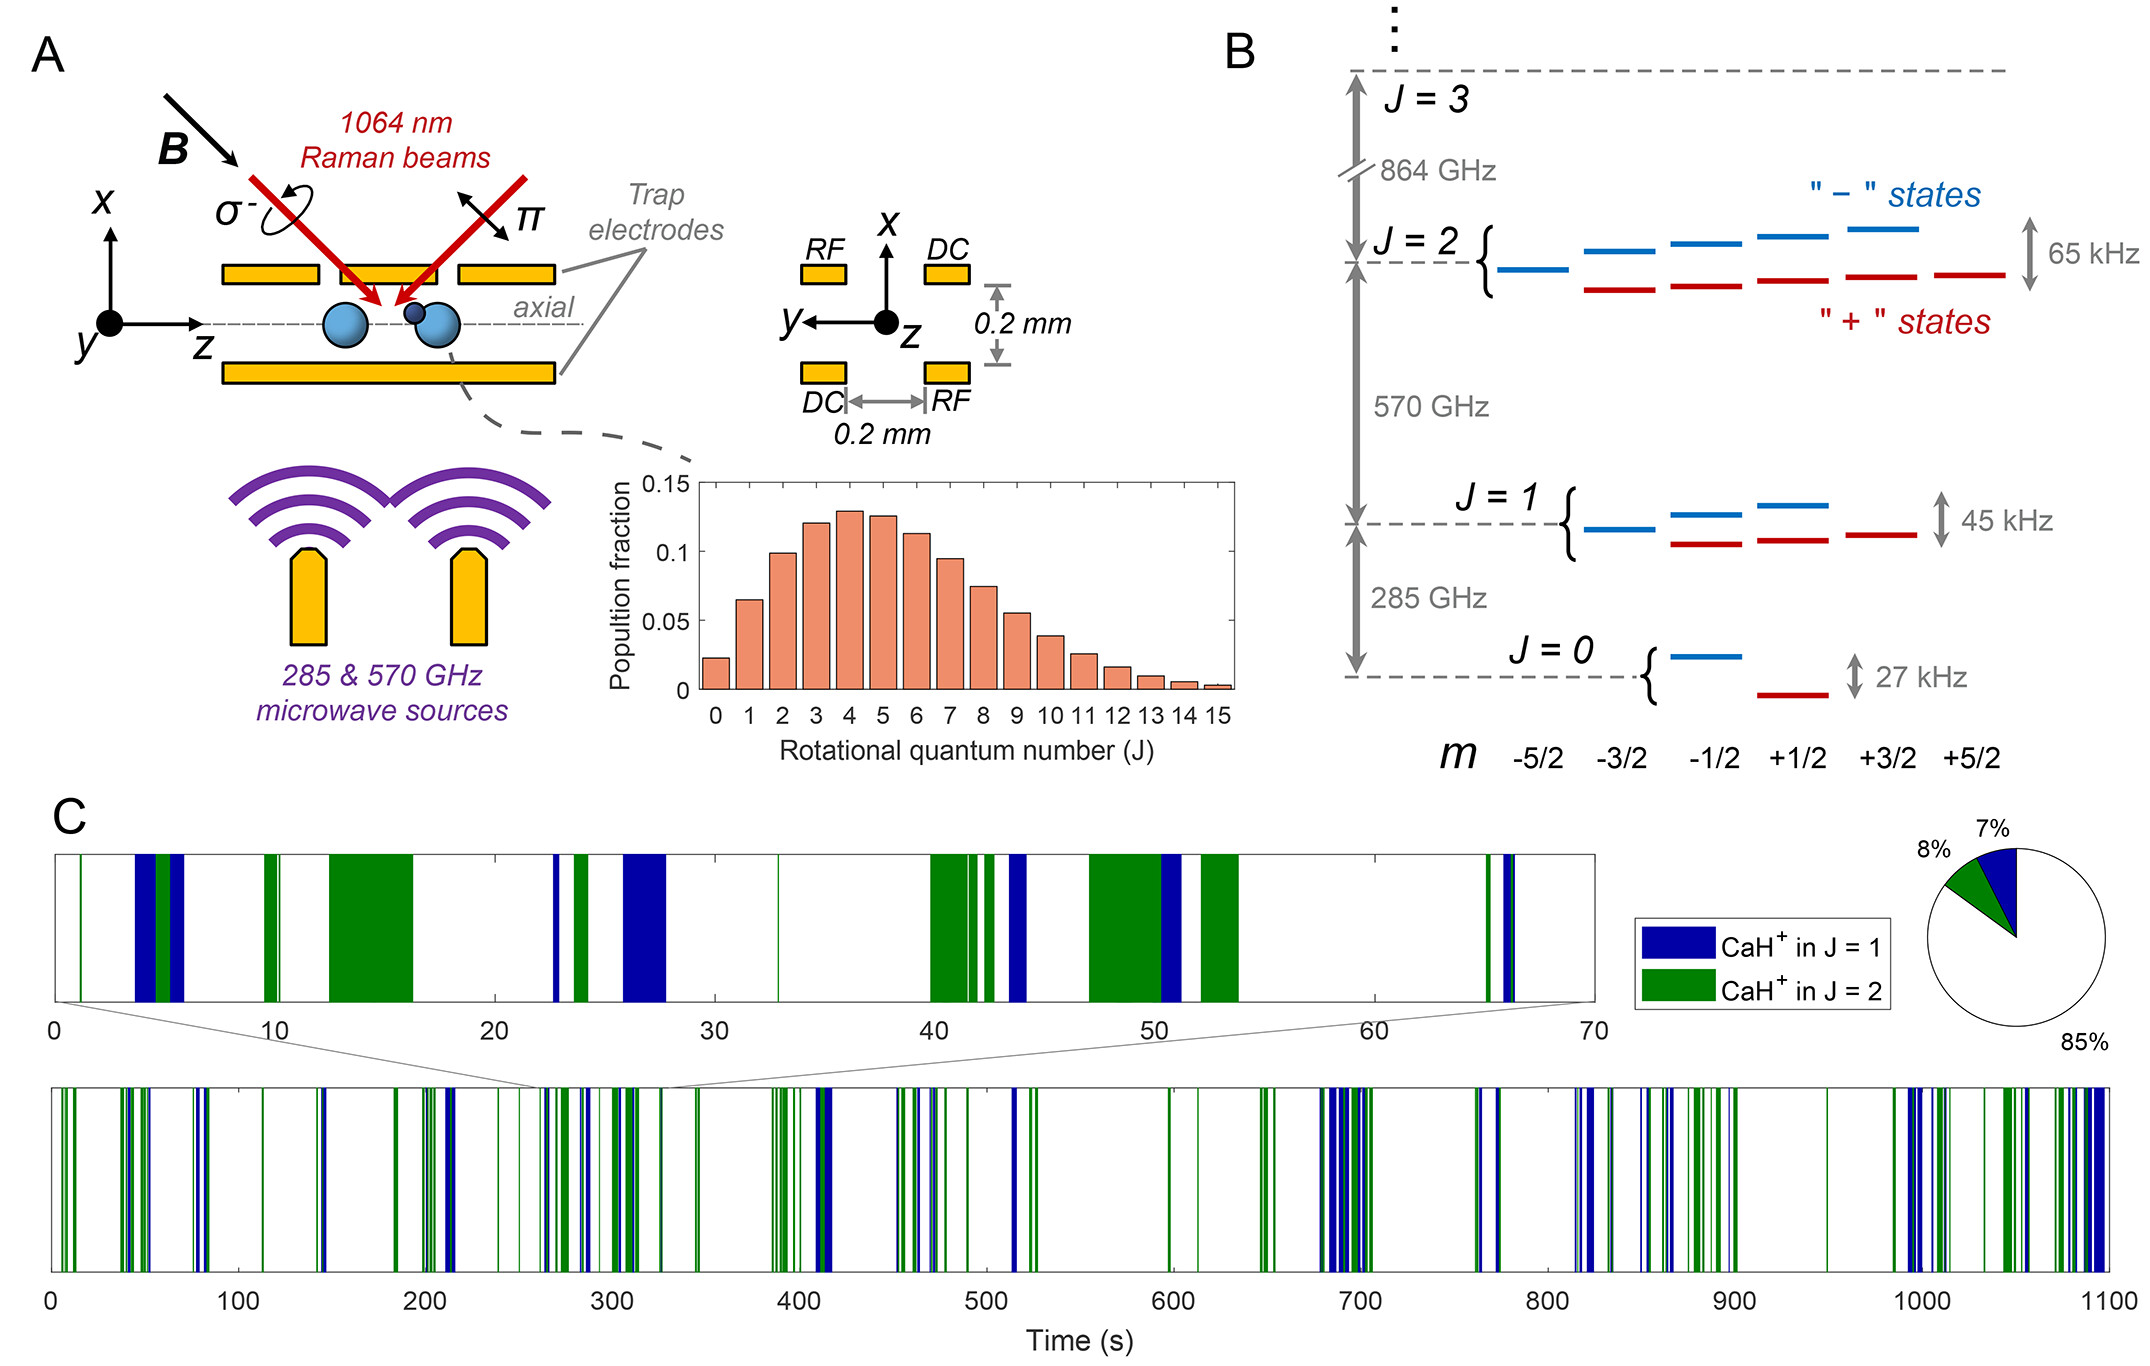 A
B
1064 nm
Raman beams
σ-
π
Trap
electrodes
x
y
z
axial
RF
DC
x
y
z
0.2 mm
DC
RF
0.2 mm
285 & 570 GHz
microwave sources
Popultion fraction
0.15
0.1
0.05
0
0 1 2 3 4 5 6 7 8 9 10 11 12 13 14 15
Rotational quantum number (J)
B
⋮
J = 3
864 GHz
" − " states
J = 2
65 kHz
" + " states
570 GHz
J = 1
45 kHz
285 GHz
J = 0
27 kHz
m -5/2 -3/2 -1/2 +1/2 +3/2 +5/2
C
0 10 20 30 40 50 60 70
CaH+ in J = 1
CaH+ in J = 2
7%
8%
85%
0 100 200 300 400 500 600 700 800 900 1000 1100
Time (s)